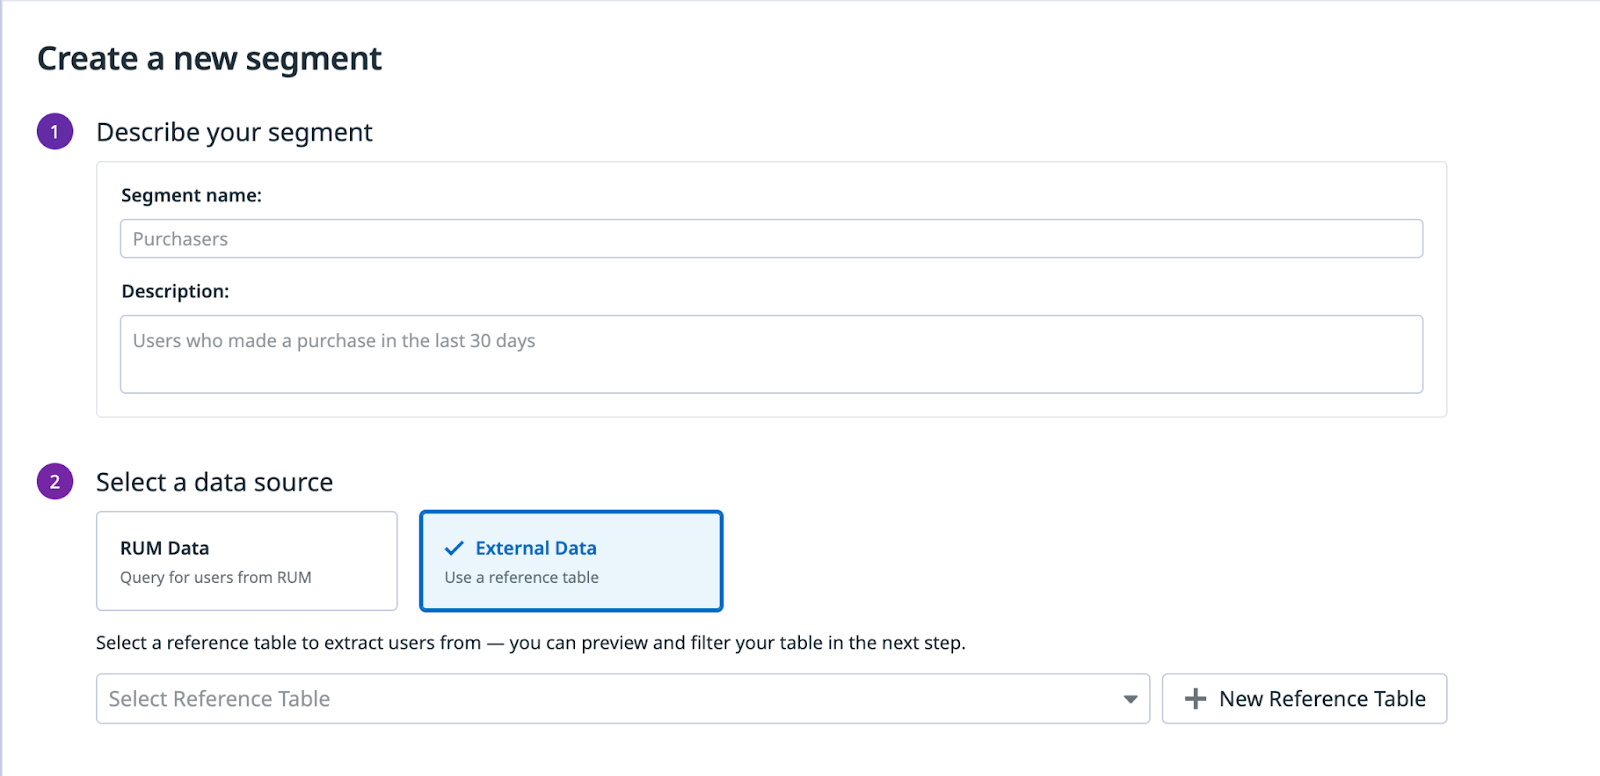 Create a new segment
1 Describe your segment
Segment name:
Purchasers
Description:
Users who made a purchase in the last 30 days
2 Select a data source
RUM Data
Query for users from RUM
External Data
Use a reference table
Select a reference table to extract users from — you can preview and filter your table in the next step.
Select Reference Table
New Reference Table